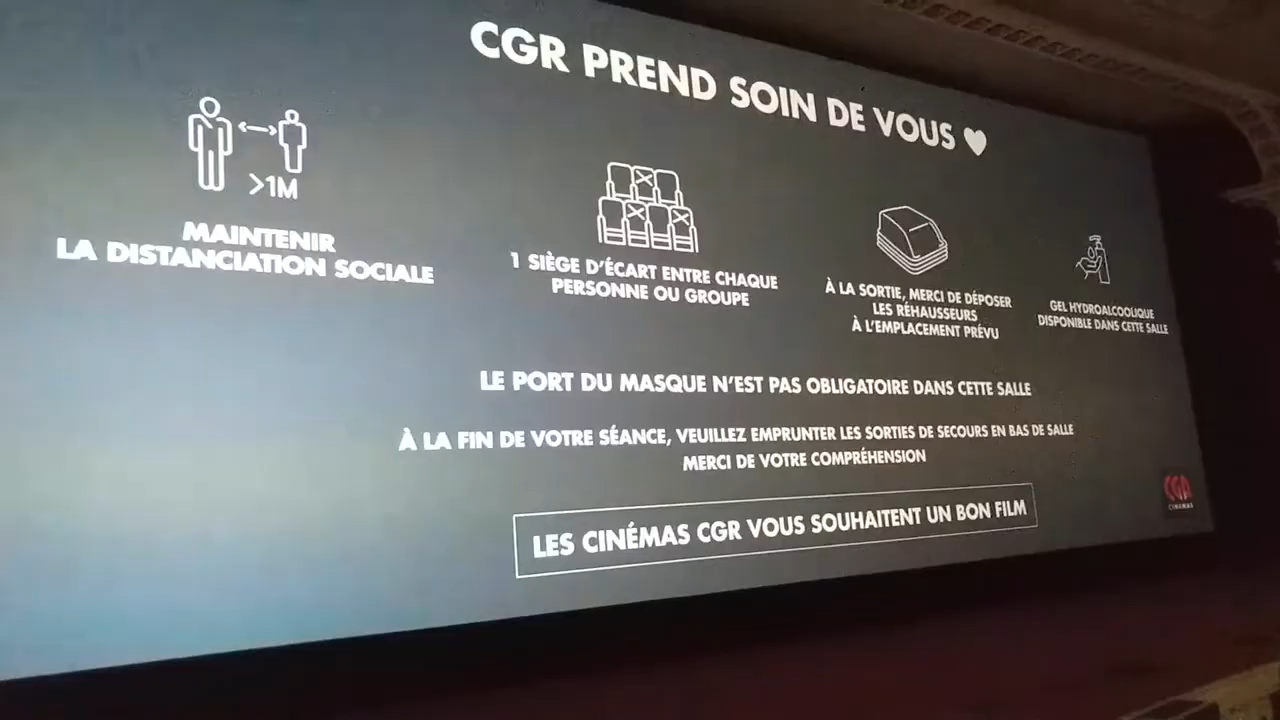 CGR PREND SOIN DE VOUS ♥
>1M
MAINTENIR
LA DISTANCIATION SOCIALE
1 SIÈGE D'ÉCART ENTRE CHAQUE
PERSONNE OU GROUPE
À LA SORTIE, MERCI DE DÉPOSER
LES RÉHAUSSEURS
À L'EMPLACEMENT PRÉVU
GEL HYDROALCOOLIQUE
DISPONIBLE DANS CETTE SALLE
LE PORT DU MASQUE N'EST PAS OBLIGATOIRE DANS CETTE SALLE
À LA FIN DE VOTRE SÉANCE, VEUILLEZ EMPRUNTER LES SORTIES DE SECOURS EN BAS DE SALLE
MERCI DE VOTRE COMPRÉHENSION
LES CINÉMAS CGR VOUS SOUHAITENT UN BON FILM
CGR
CINEMAS